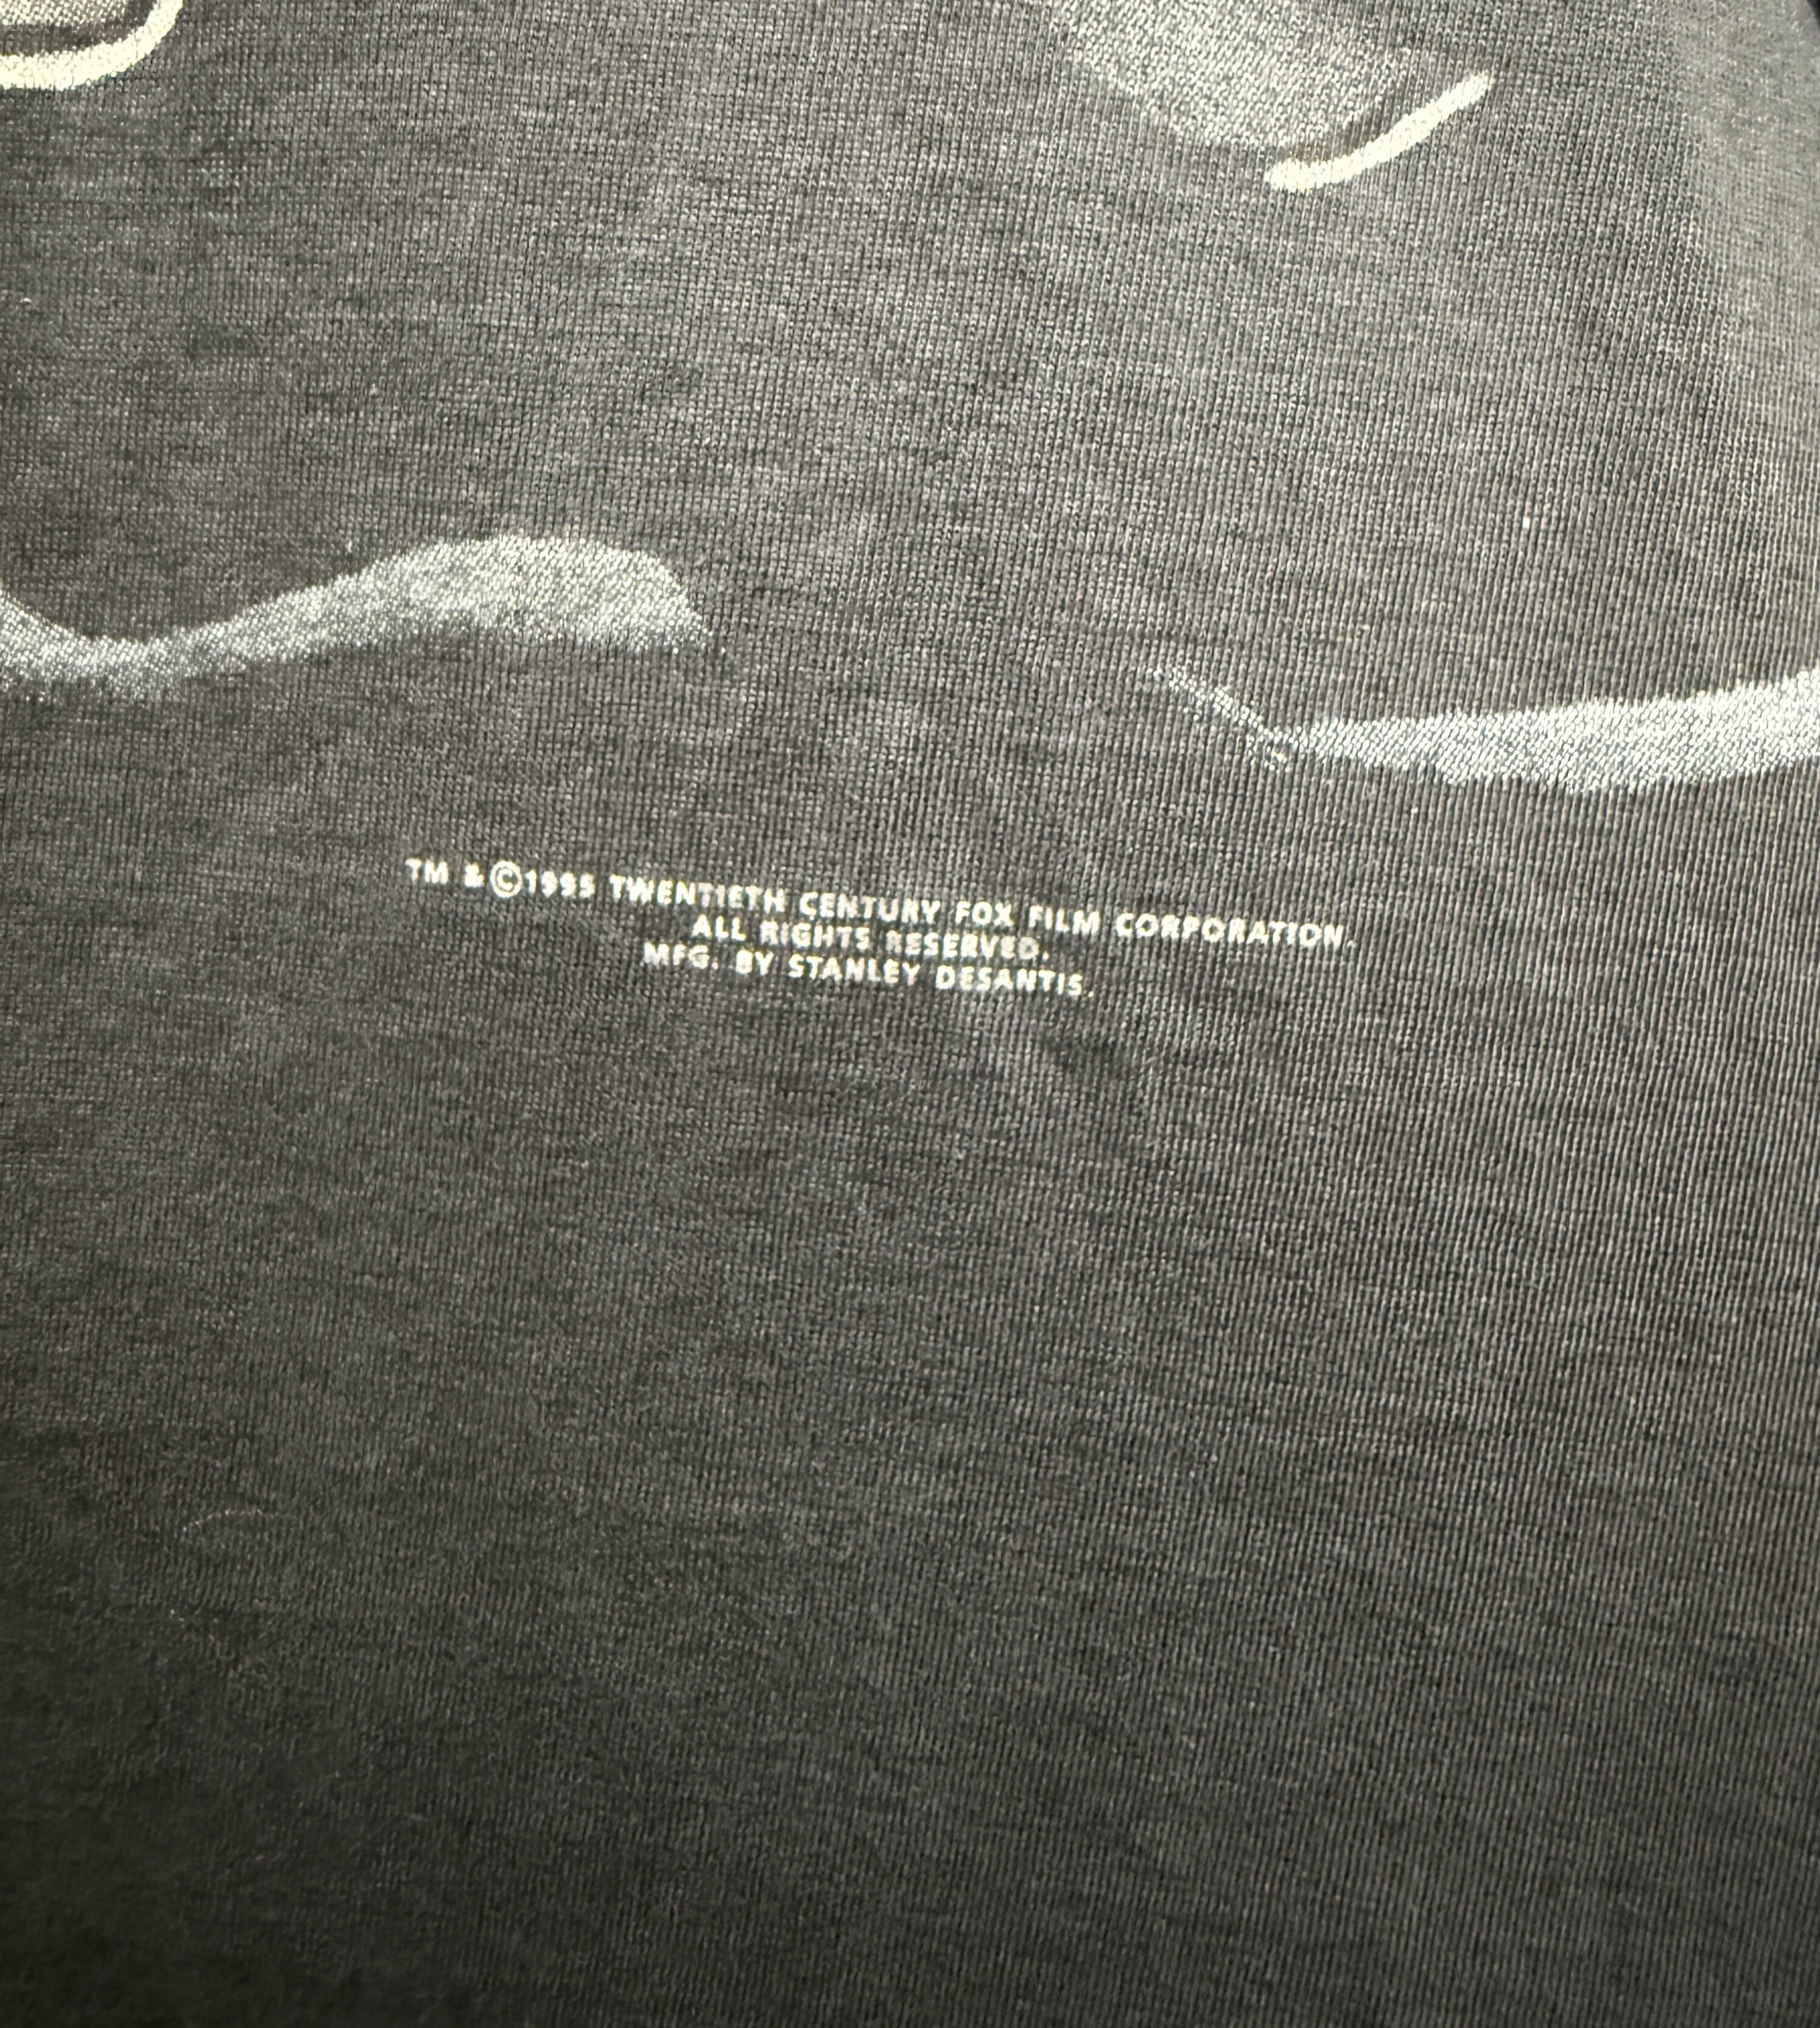 TM & ©1995 TWENTIETH CENTURY FOX FILM CORPORATION.
ALL RIGHTS RESERVED.
MFG. BY STANLEY DESANTIS.